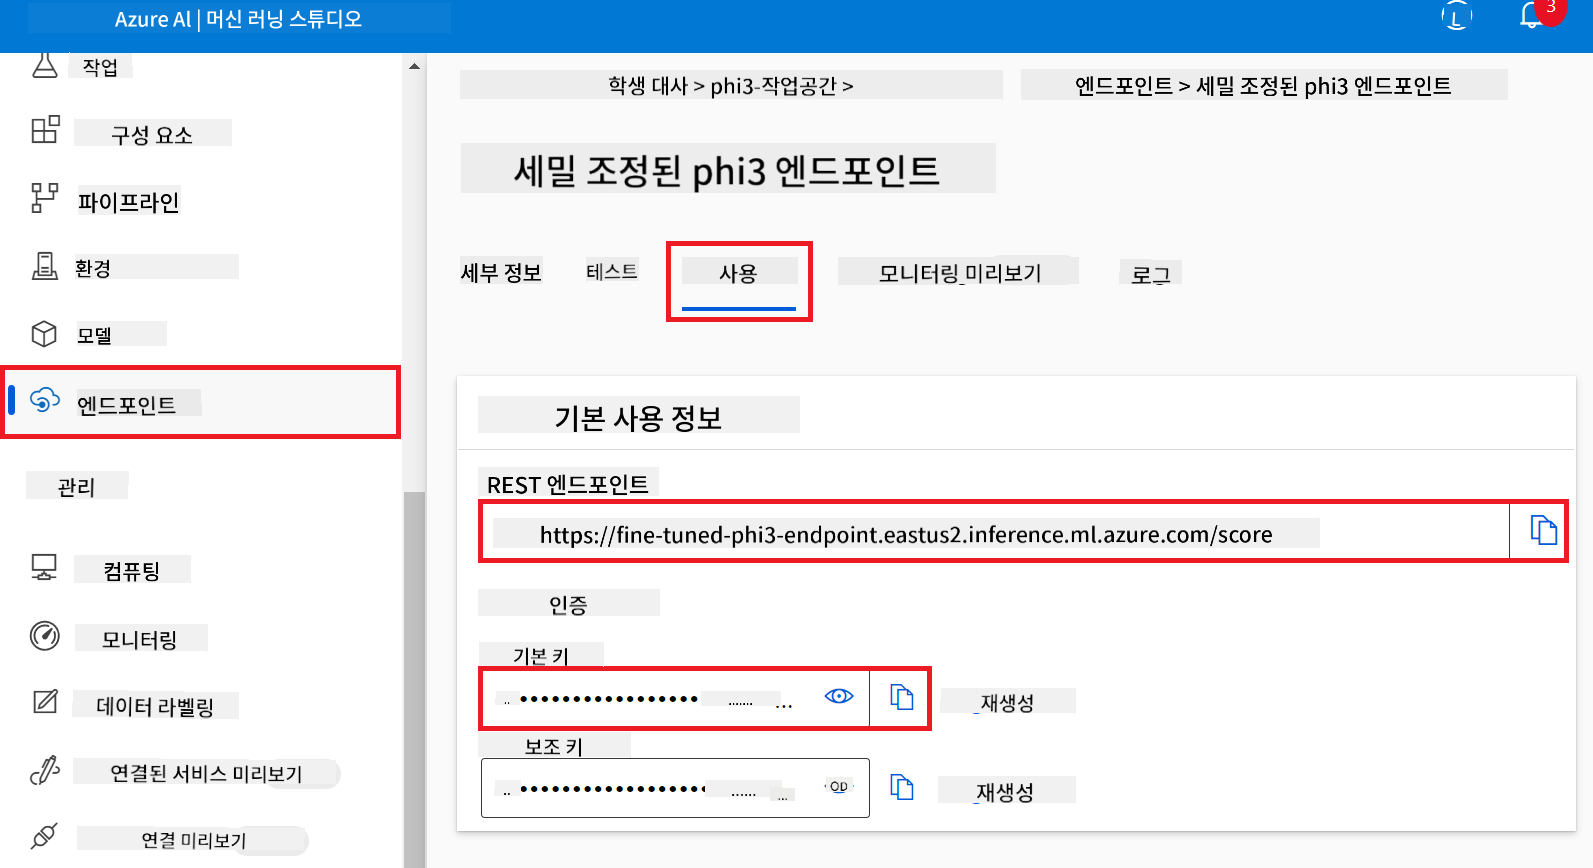 Azure Al | 머신 러닝 스튜디오
L
3
작업
구성 요소
파이프라인
환경
모델
엔드포인트
관리
컴퓨팅
모니터링
데이터 라벨링
연결된 서비스 미리보기
연결 미리보기
학생 대사 > phi3-작업공간 >
엔드포인트 > 세밀 조정된 phi3 엔드포인트
세밀 조정된 phi3 엔드포인트
세부 정보 테스트 사용 모니터링 미리보기 로그
기본 사용 정보
REST 엔드포인트
https://fine-tuned-phi3-endpoint.eastus2.inference.ml.azure.com/score
인증
기본 키
재생성
보조 키
OD
재생성